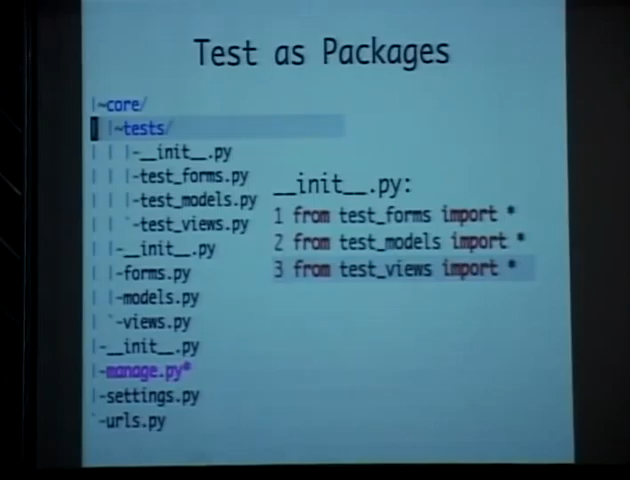 Test as Packages
|~core/
| |~tests/
| | |-__init__.py
| | |-test_forms.py
| | |-test_models.py
| | `-test_views.py
| |-__init__.py
| |-forms.py
| |-models.py
| `-views.py
|-__init__.py
|-manage.py*
|-settings.py
`-urls.py
__init__.py:
1 from test_forms import *
2 from test_models import *
3 from test_views import *